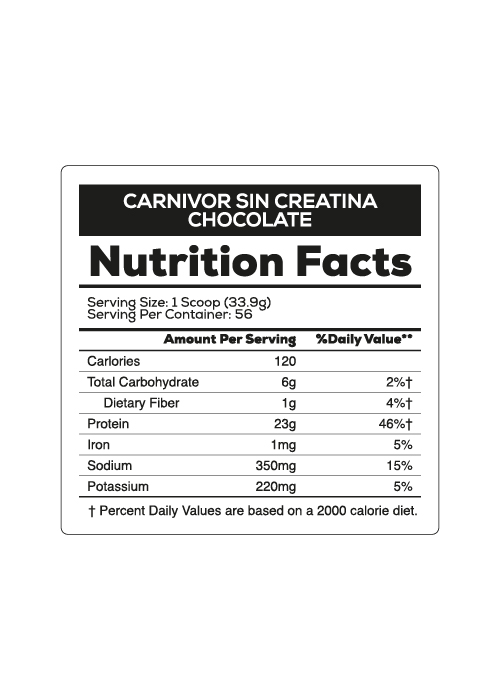 CARNIVOR SIN CREATINA
CHOCOLATE
Nutrition Facts
Serving Size: 1 Scoop (33.9g)
Serving Per Container: 56
Amount Per Serving %Daily Value**
Carlories 120
Total Carbohydrate 6g 2%†
Dietary Fiber 1g 4%†
Protein 23g 46%†
Iron 1mg 5%
Sodium 350mg 15%
Potassium 220mg 5%
† Percent Daily Values are based on a 2000 calorie diet.